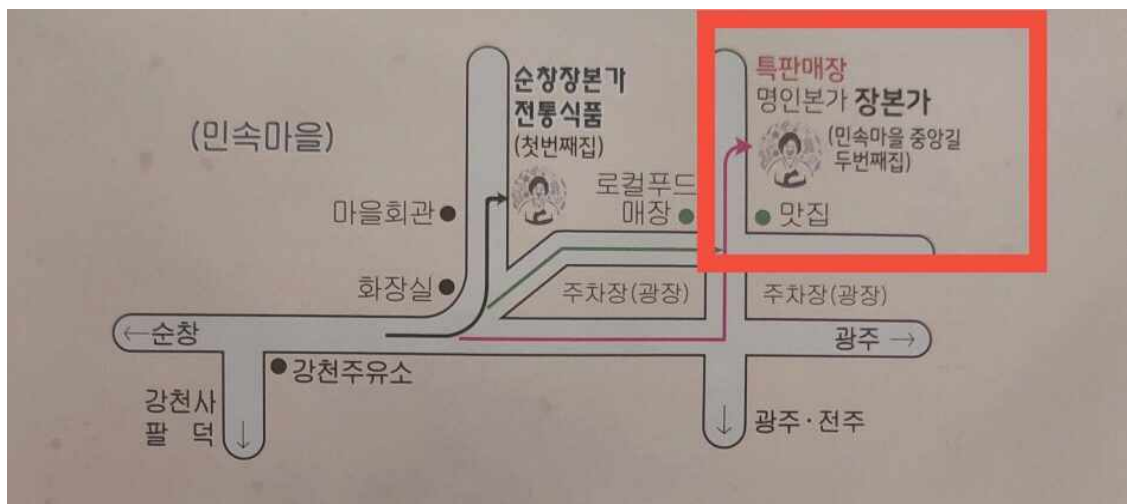 (민속마을)
순창장본가
전통식품
(첫번째집)
마을회관
화장실
로컬푸드
매장
특판매장
명인본가 장본가
(민속마을 중앙길
두번째집)
맛집
주차장(광장)
주차장(광장)
←순창
광주→
강천주유소
강천사
팔 덕
↓
↓
광주·전주